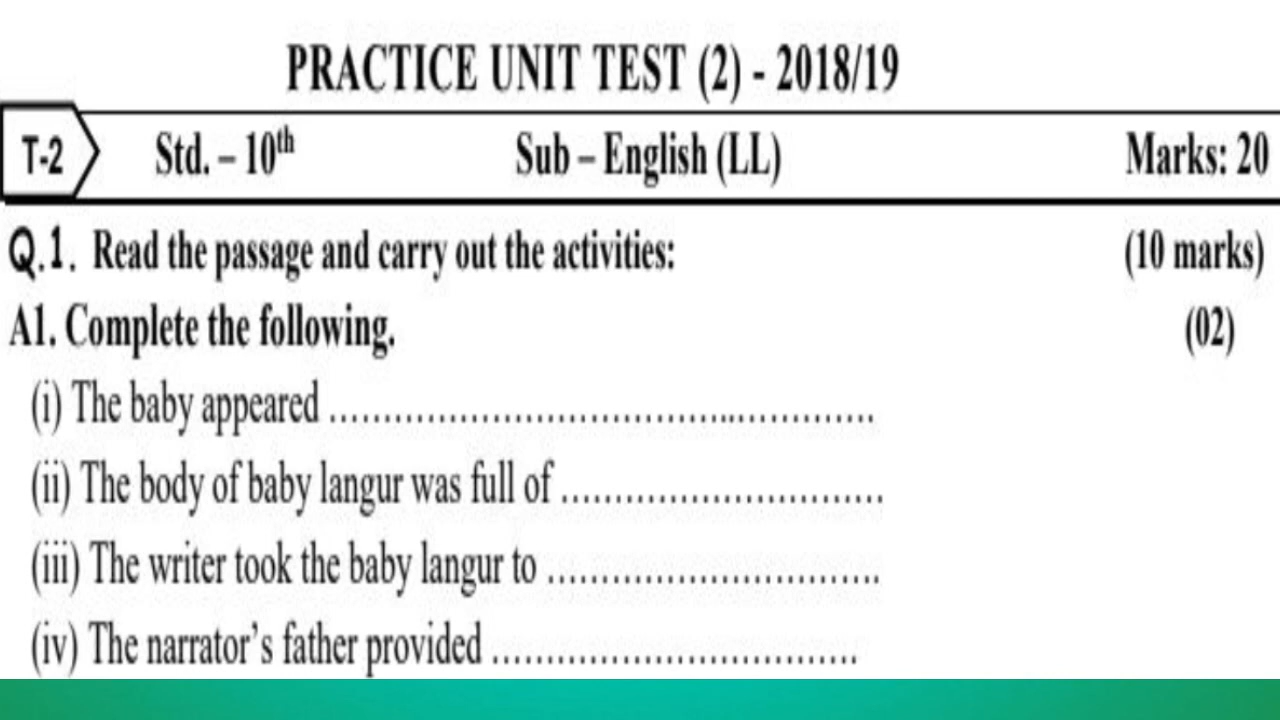 PRACTICE UNIT TEST (2) - 2018/19
T-2 Std. – 10th Sub – English (LL) Marks: 20
Q.1. Read the passage and carry out the activities: (10 marks)
A1. Complete the following. (02)
(i) The baby appeared ……………………………………………
(ii) The body of baby langur was full of …………………………
(iii) The writer took the baby langur to ………………………….
(iv) The narrator’s father provided …………………………….